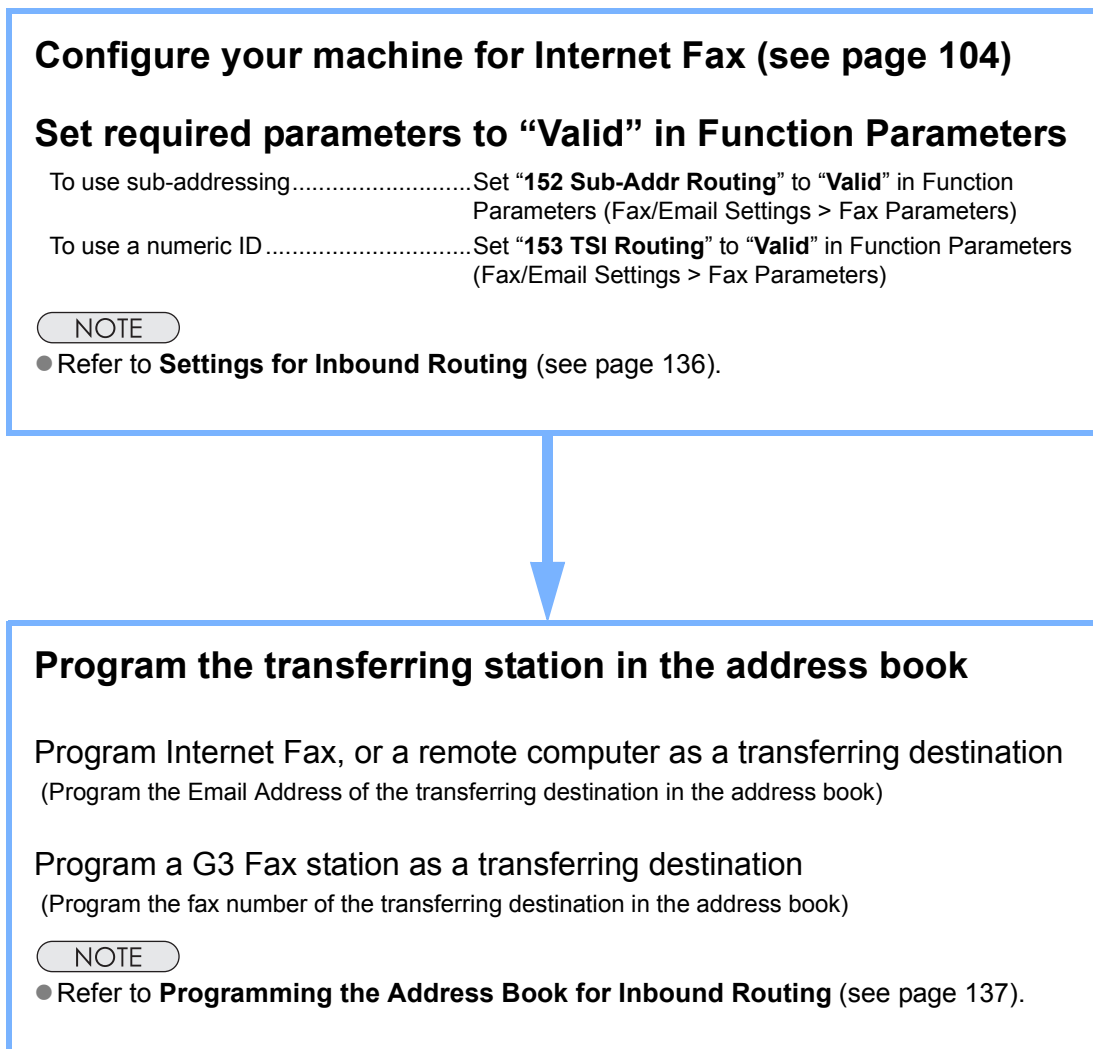 Configure your machine for Internet Fax (see page 104)
Set required parameters to “Valid” in Function Parameters
To use sub-addressing...........................Set “152 Sub-Addr Routing” to “Valid” in Function
Parameters (Fax/Email Settings > Fax Parameters)
To use a numeric ID...............................Set “153 TSI Routing” to “Valid” in Function Parameters
(Fax/Email Settings > Fax Parameters)
NOTE
● Refer to Settings for Inbound Routing (see page 136).
Program the transferring station in the address book
Program Internet Fax, or a remote computer as a transferring destination
(Program the Email Address of the transferring destination in the address book)
Program a G3 Fax station as a transferring destination
(Program the fax number of the transferring destination in the address book)
NOTE
● Refer to Programming the Address Book for Inbound Routing (see page 137).